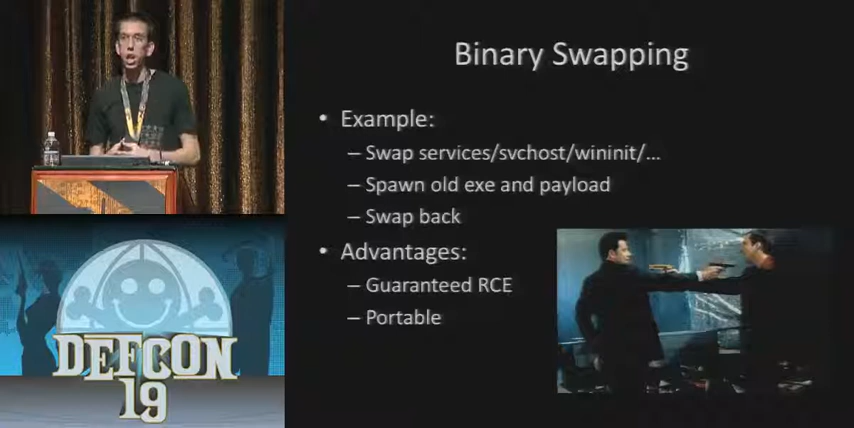 Binary Swapping
• Example:
– Swap services/svchost/wininit/...
– Spawn old exe and payload
– Swap back
• Advantages:
– Guaranteed RCE
– Portable
DEFCON
19